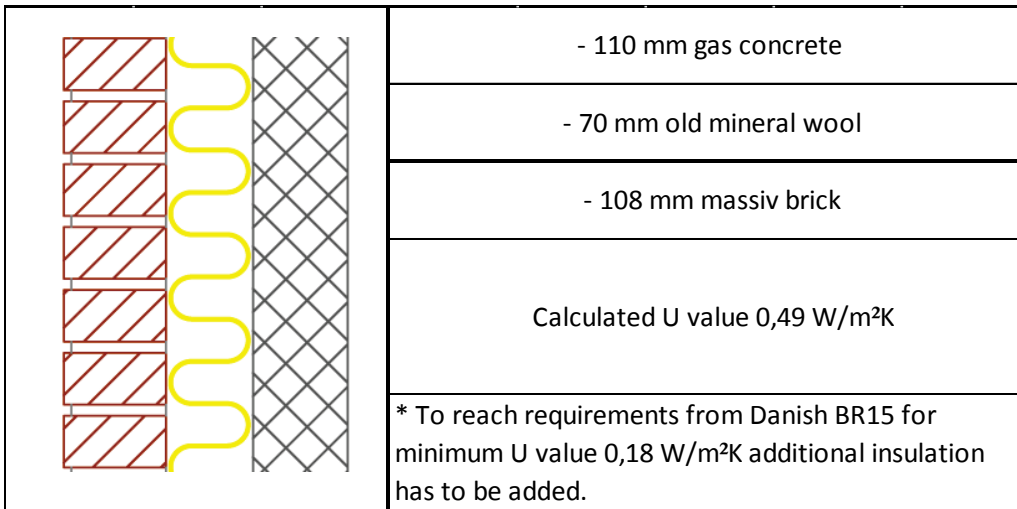 - 110 mm gas concrete
- 70 mm old mineral wool
- 108 mm massiv brick
Calculated U value 0,49 W/m²K
* To reach requirements from Danish BR15 for
minimum U value 0,18 W/m²K additional insulation
has to be added.